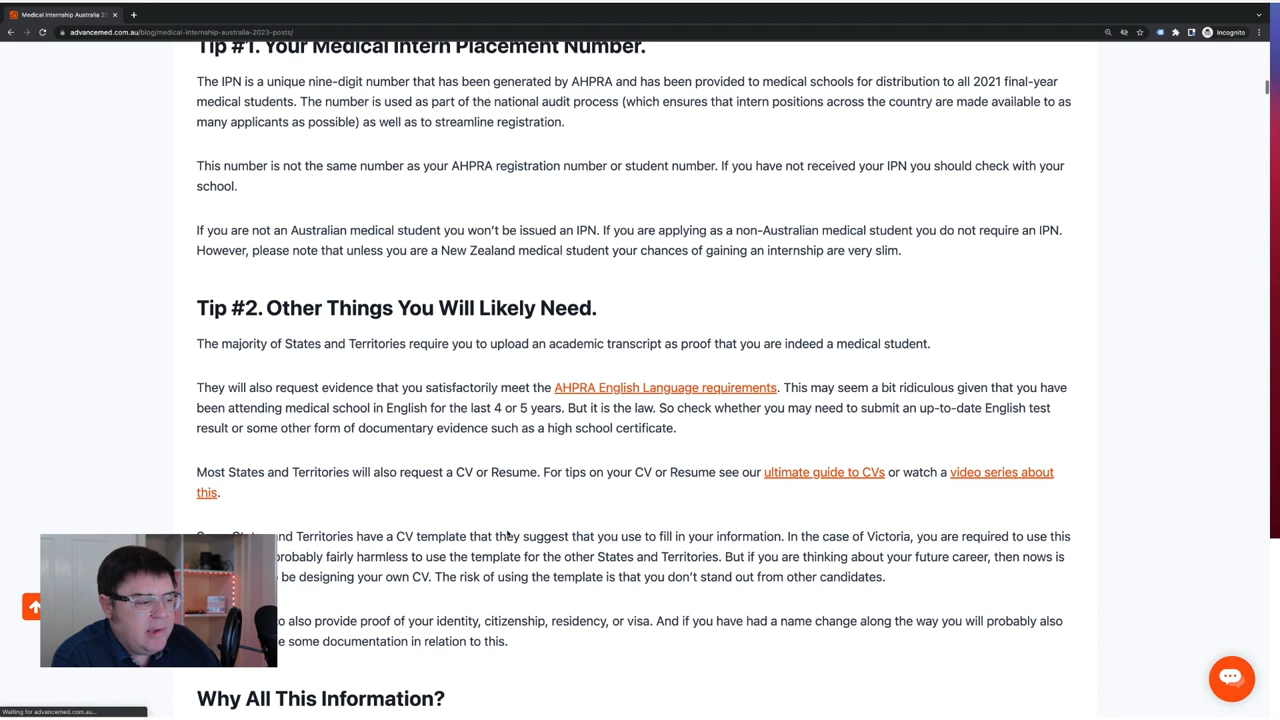 Medical Internship Australia 20
advancemed.com.au/blog/medical-internship-australia-2023-posts/
Incognito
Tip #1. Your Medical Intern Placement Number.
The IPN is a unique nine-digit number that has been generated by AHPRA and has been provided to medical schools for distribution to all 2021 final-year
medical students. The number is used as part of the national audit process (which ensures that intern positions across the country are made available to as
many applicants as possible) as well as to streamline registration.
This number is not the same number as your AHPRA registration number or student number. If you have not received your IPN you should check with your
school.
If you are not an Australian medical student you won't be issued an IPN. If you are applying as a non-Australian medical student you do not require an IPN.
However, please note that unless you are a New Zealand medical student your chances of gaining an internship are very slim.
Tip #2. Other Things You Will Likely Need.
The majority of States and Territories require you to upload an academic transcript as proof that you are indeed a medical student.
They will also request evidence that you satisfactorily meet the AHPRA English Language requirements. This may seem a bit ridiculous given that you have
been attending medical school in English for the last 4 or 5 years. But it is the law. So check whether you may need to submit an up-to-date English test
result or some other form of documentary evidence such as a high school certificate.
Most States and Territories will also request a CV or Resume. For tips on your CV or Resume see our ultimate guide to CVs or watch a video series about
this.
and Territories have a CV template that they suggest that you use to fill in your information. In the case of Victoria, you are required to use this
probably fairly harmless to use the template for the other States and Territories. But if you are thinking about your future career, then now is
be designing your own CV. The risk of using the template is that you don't stand out from other candidates.
also provide proof of your identity, citizenship, residency, or visa. And if you have had a name change along the way you will probably also
some documentation in relation to this.
Why All This Information?
Waiting for advancemed.com.au...